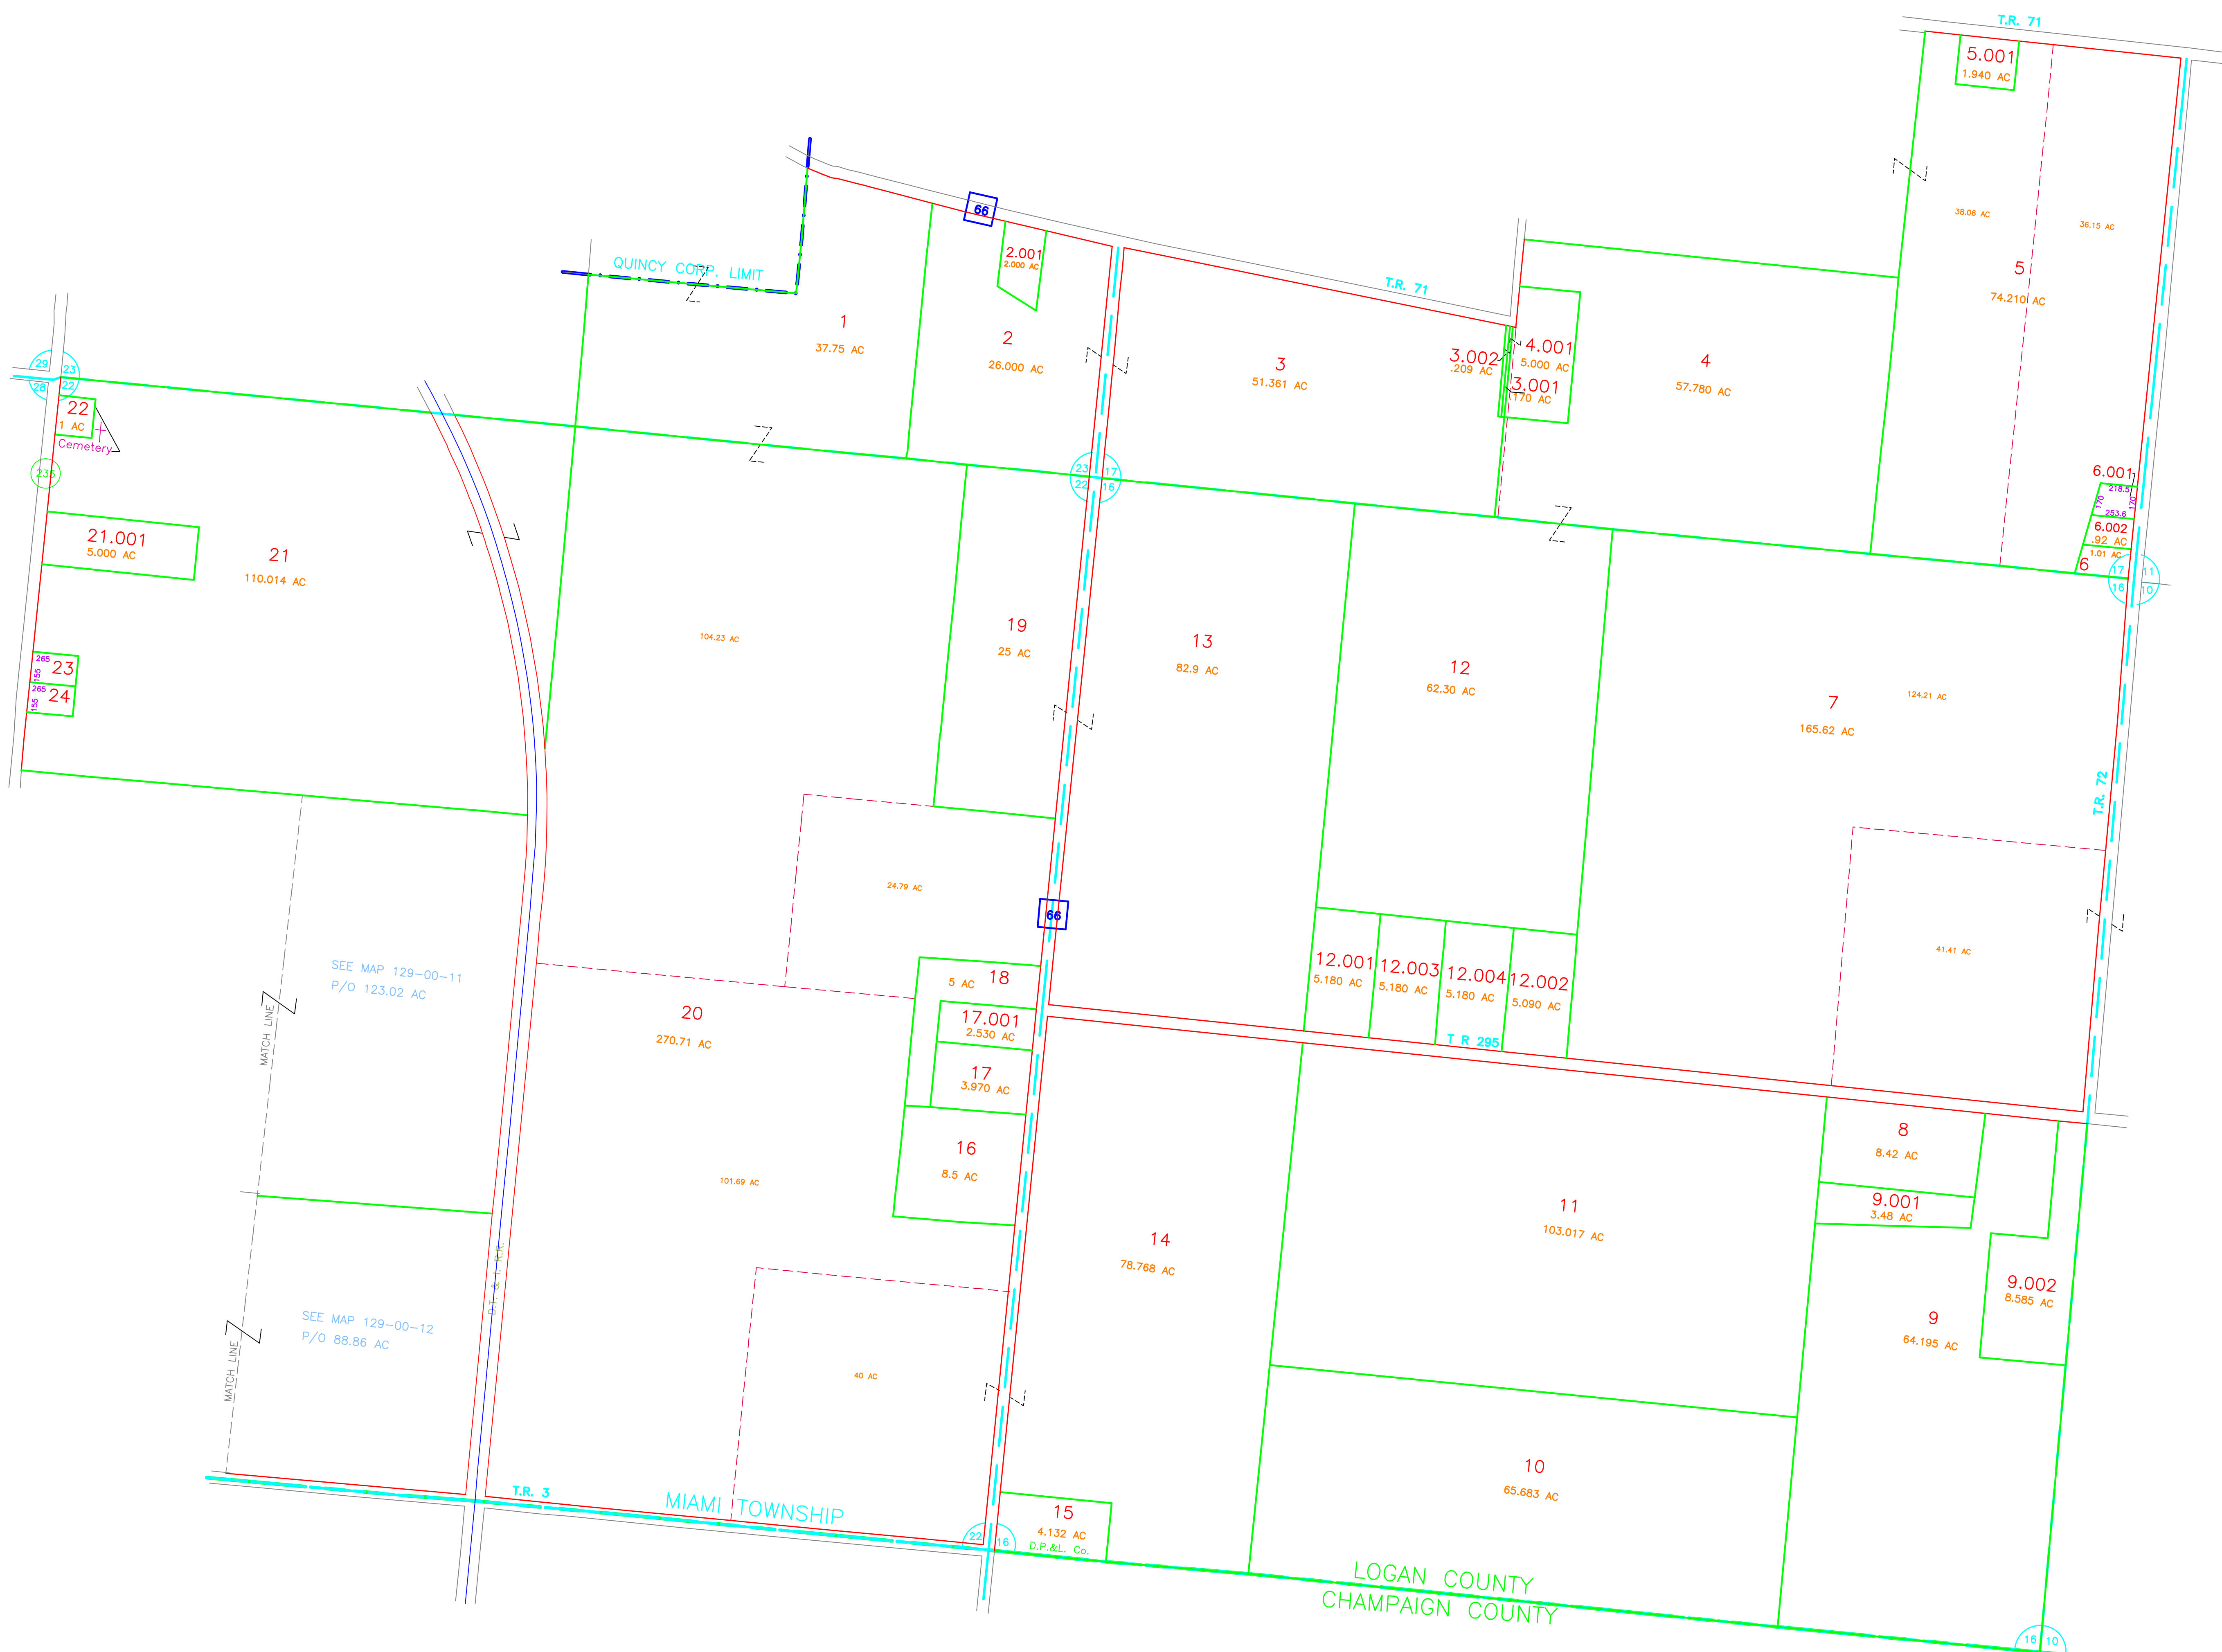 T.R. 71
5.001
1.940 AC
38.06 AC
36.15 AC
5
74.210 AC
66
2.001
2.000 AC
QUINCY CORP. LIMIT
T.R. 71
1
37.75 AC
2
26.000 AC
3
51.361 AC
3.002
.209 AC
4.001
5.000 AC
3.001
.170 AC
4
57.780 AC
29
23
28
22
22
1 AC
Cemetery
235
23
17
22
16
6.001
218.5
170
170
253.6
6.002
.92 AC
1.01 AC
6
17
11
16
10
21.001
5.000 AC
21
110.014 AC
265
23
155
265
24
155
104.23 AC
19
25 AC
13
82.9 AC
12
62.30 AC
7
165.62 AC
124.21 AC
T.R. 72
24.79 AC
66
41.41 AC
SEE MAP 129-00-11
P/O 123.02 AC
MATCH LINE
18
5 AC
17.001
2.530 AC
17
3.970 AC
20
270.71 AC
12.001
5.180 AC
12.003
5.180 AC
12.004
5.180 AC
12.002
5.090 AC
T R 295
16
8.5 AC
101.69 AC
8
8.42 AC
9.001
3.48 AC
11
103.017 AC
14
78.768 AC
D.T. & I. R.R.
9.002
8.585 AC
9
64.195 AC
SEE MAP 129-00-12
P/O 88.86 AC
MATCH LINE
40 AC
10
65.683 AC
T.R. 3
MIAMI TOWNSHIP
22
16
15
4.132 AC
D.P.&L. Co.
LOGAN COUNTY
CHAMPAIGN COUNTY
16
10